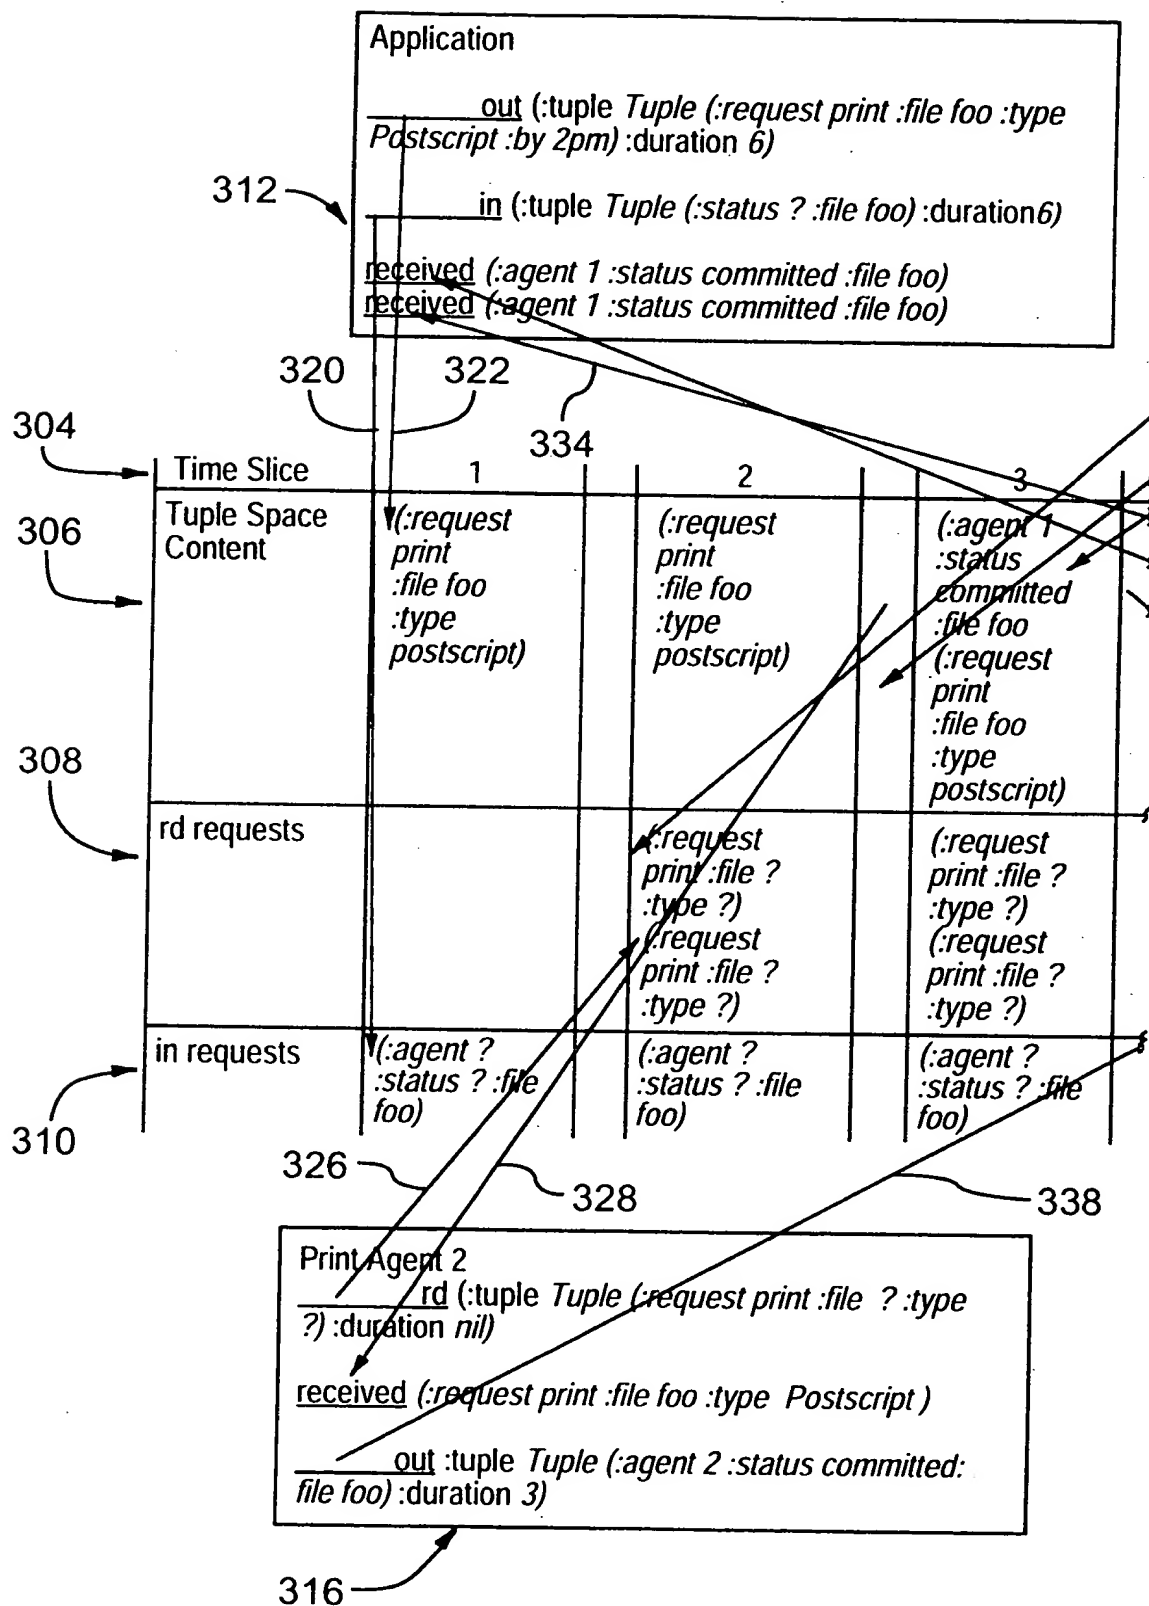 Application
out (:tuple Tuple (:request print :file foo :type
Postscript :by 2pm) :duration 6)
312
in (:tuple Tuple (:status ? :file foo) :duration6)
received (:agent 1 :status committed :file foo)
received (:agent 1 :status committed :file foo)
320
322
334
304
Time Slice
1
2
3
306
Tuple Space
Content
(:request
print
:file foo
:type
postscript)
(:request
print
:file foo
:type
postscript)
(:agent 1
:status
committed
:file foo
(:request
print
:file foo
:type
postscript)
308
rd requests
(:request
print :file ?
:type ?)
(:request
print :file ?
:type ?)
(:request
print :file ?
:type ?)
(:request
print :file ?
:type ?)
310
in requests
(:agent ?
:status ? :file
foo)
(:agent ?
:status ? :file
foo)
(:agent ?
:status ? :file
foo)
326
328
338
Print Agent 2
rd (:tuple Tuple (:request print :file ? :type
?) :duration nil)
received (:request print :file foo :type Postscript )
out :tuple Tuple (:agent 2 :status committed:
file foo) :duration 3)
316